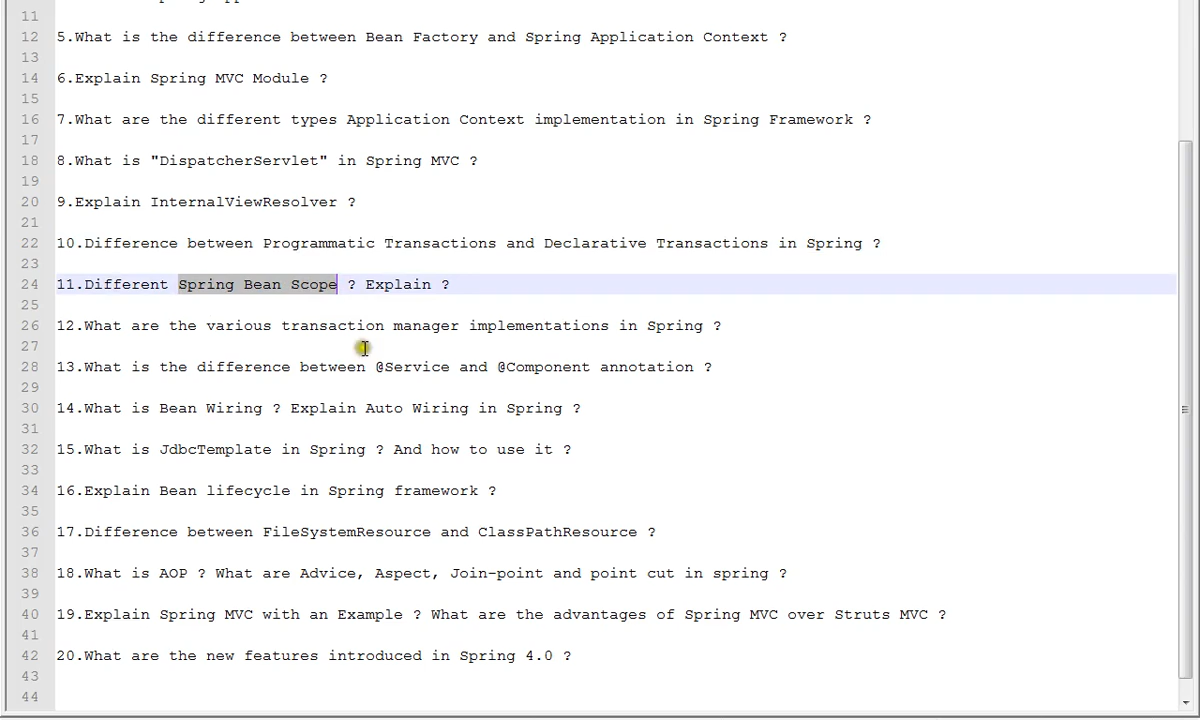 11
12 5.What is the difference between Bean Factory and Spring Application Context ?
13
14 6.Explain Spring MVC Module ?
15
16 7.What are the different types Application Context implementation in Spring Framework ?
17
18 8.What is "DispatcherServlet" in Spring MVC ?
19
20 9.Explain InternalViewResolver ?
21
22 10.Difference between Programmatic Transactions and Declarative Transactions in Spring ?
23
24 11.Different Spring Bean Scope ? Explain ?
25
26 12.What are the various transaction manager implementations in Spring ?
27
28 13.What is the difference between @Service and @Component annotation ?
29
30 14.What is Bean Wiring ? Explain Auto Wiring in Spring ?
31
32 15.What is JdbcTemplate in Spring ? And how to use it ?
33
34 16.Explain Bean lifecycle in Spring framework ?
35
36 17.Difference between FileSystemResource and ClassPathResource ?
37
38 18.What is AOP ? What are Advice, Aspect, Join-point and point cut in spring ?
39
40 19.Explain Spring MVC with an Example ? What are the advantages of Spring MVC over Struts MVC ?
41
42 20.What are the new features introduced in Spring 4.0 ?
43
44